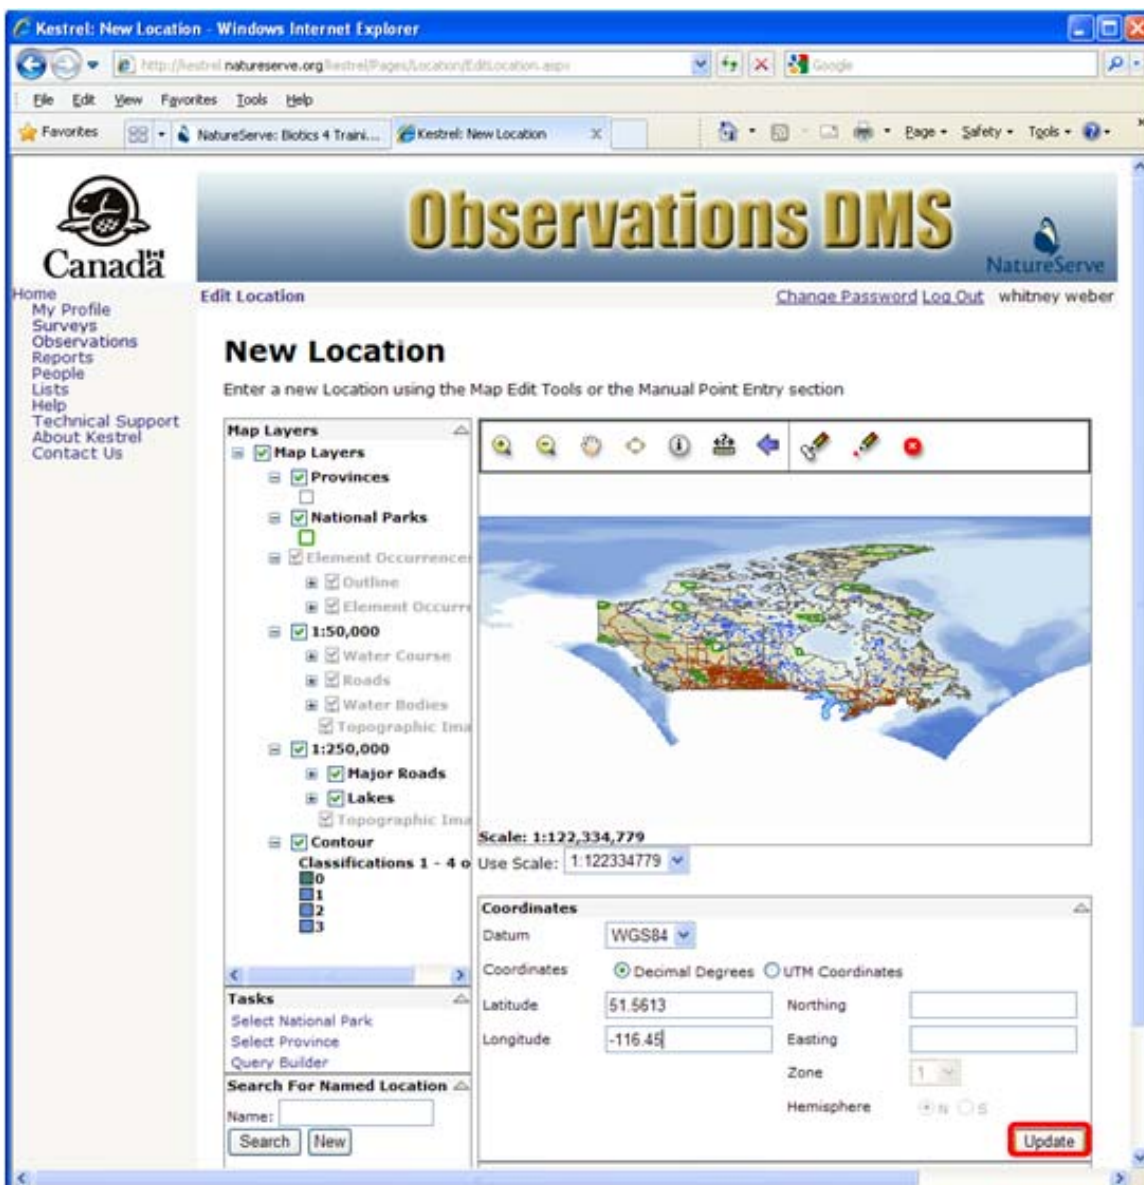 Kestrel: New Location - Windows Internet Explorer
http://kestrel.natureserve.org/kestrel/Pages/Location/EditLocation.aspx
Google
File Edit View Favorites Tools Help
Favorites
NatureServe: Biotics 4 Traini...
Kestrel: New Location
Page Safety Tools
Observations DMS
NatureServe
Canada
Home
My Profile
Surveys
Observations
Reports
People
Lists
Help
Technical Support
About Kestrel
Contact Us
Edit Location
Change Password Log Out whitney weber
New Location
Enter a new Location using the Map Edit Tools or the Manual Point Entry section
Map Layers
Map Layers
Provinces
National Parks
Element Occurrence
Outline
Element Occurr
1:50,000
Water Course
Roads
Water Bodies
Topographic Ima
1:250,000
Major Roads
Lakes
Topographic Ima
Contour
Classifications 1 - 4 o
0
1
2
3
Tasks
Select National Park
Select Province
Query Builder
Search For Named Location
Name:
Search New
Scale: 1:122,334,779
Use Scale: 1:122334779
Coordinates
Datum WGS84
Coordinates Decimal Degrees UTM Coordinates
Latitude 51.5613 Northing
Longitude -116.45 Easting
Zone 1
Hemisphere N S
Update